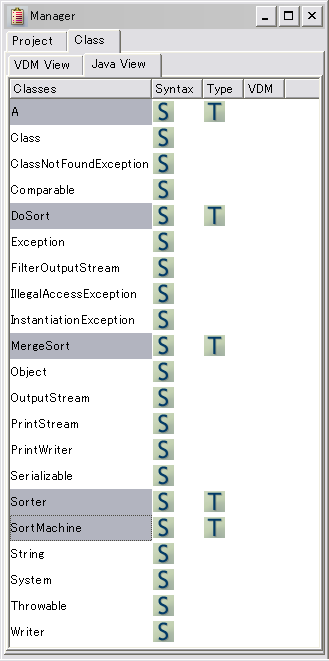 Manager
Project Class
VDM View Java View
Classes Syntax Type VDM
A S T
Class S
ClassNotFoundException S
Comparable S
DoSort S T
Exception S
FilterOutputStream S
IllegalAccessException S
InstantiationException S
MergeSort S T
Object S
OutputStream S
PrintStream S
PrintWriter S
Serializable S
Sorter S T
SortMachine S T
String S
System S
Throwable S
Writer S